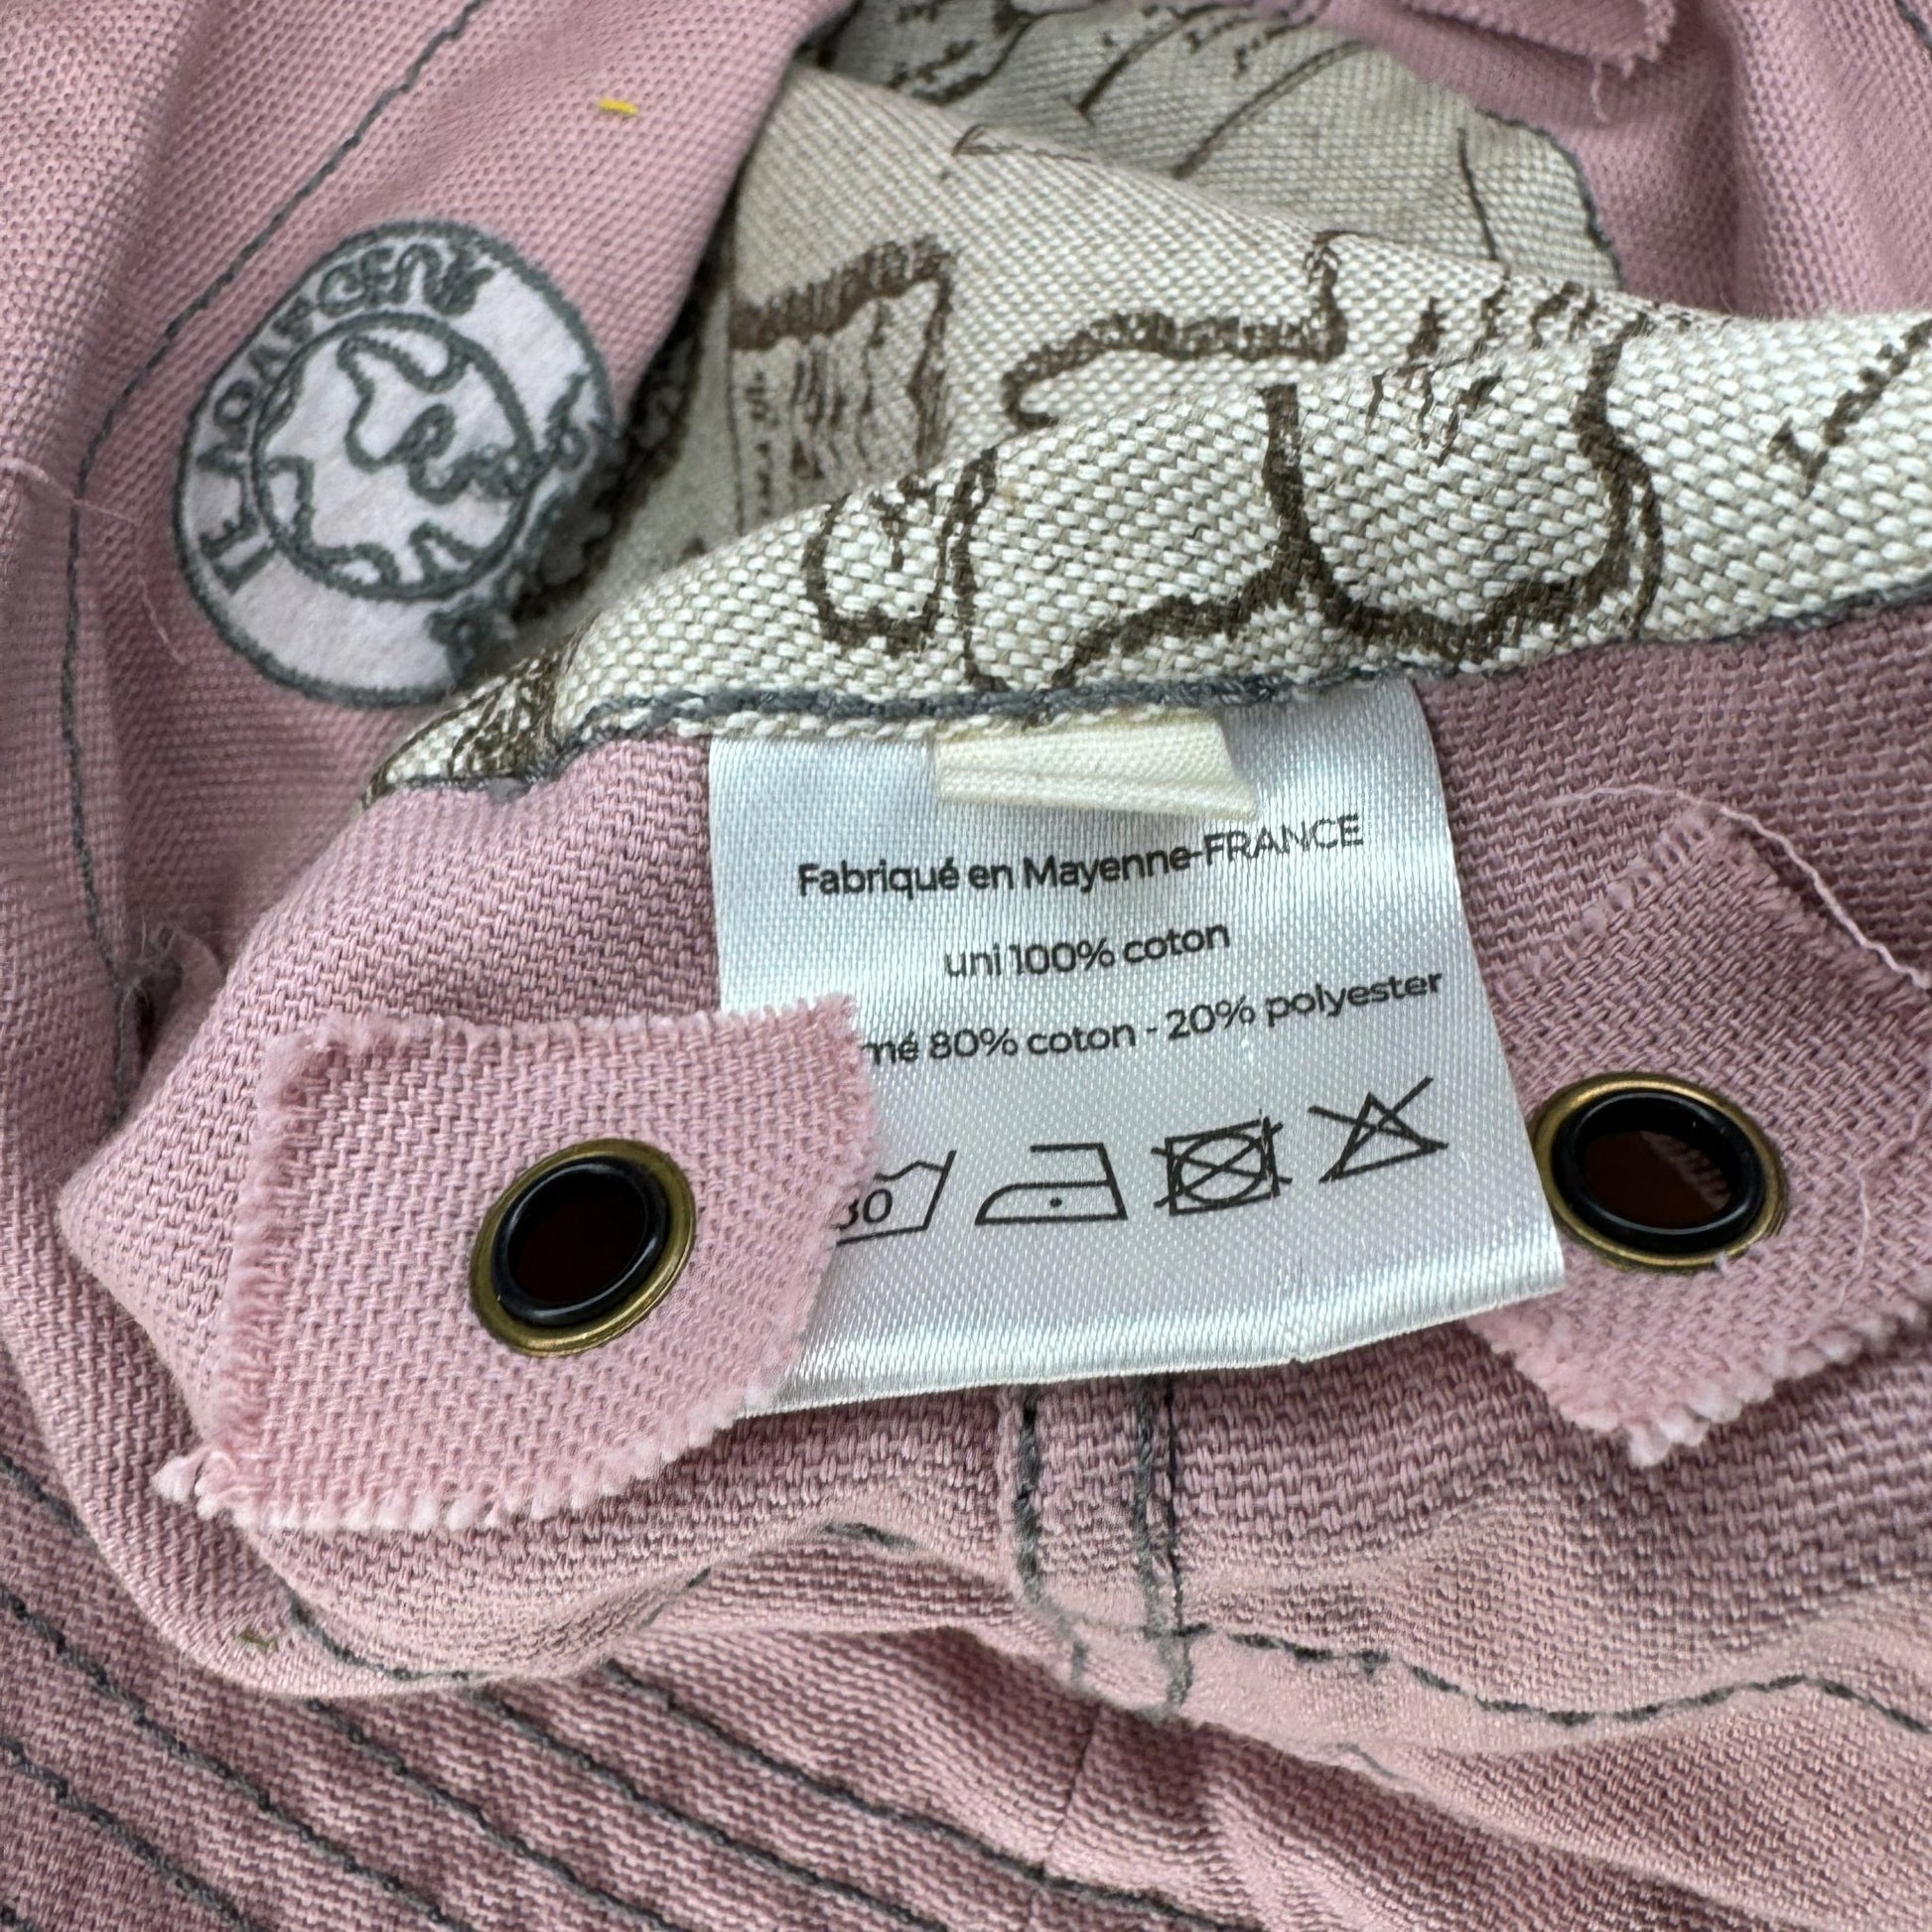 Fabriqué en Mayenne-FRANCE
uni 100% coton
mé 80% coton - 20% polyester
30